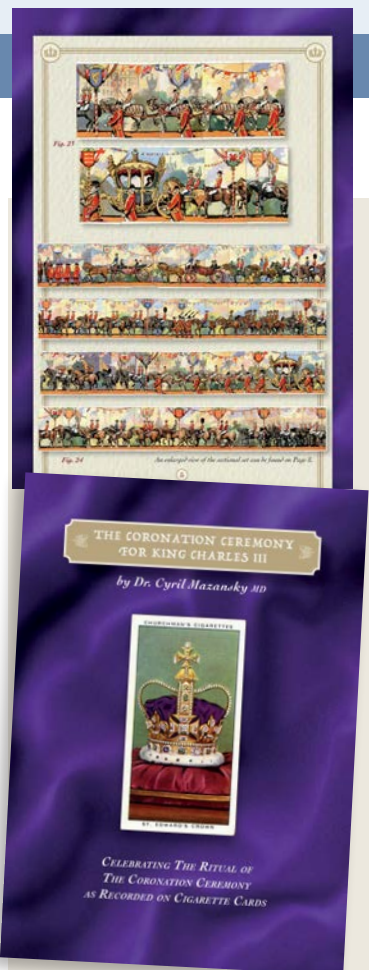 Fig. 23
Fig. 24
An enlarged view of the sectional set can be found on Page 8.
THE CORONATION CEREMONY
FOR KING CHARLES III
by Dr. Cyril Mazansky MD
CHURCHMAN'S CIGARETTES
ST. EDWARD'S CROWN
CELEBRATING THE RITUAL OF
THE CORONATION CEREMONY
AS RECORDED ON CIGARETTE CARDS